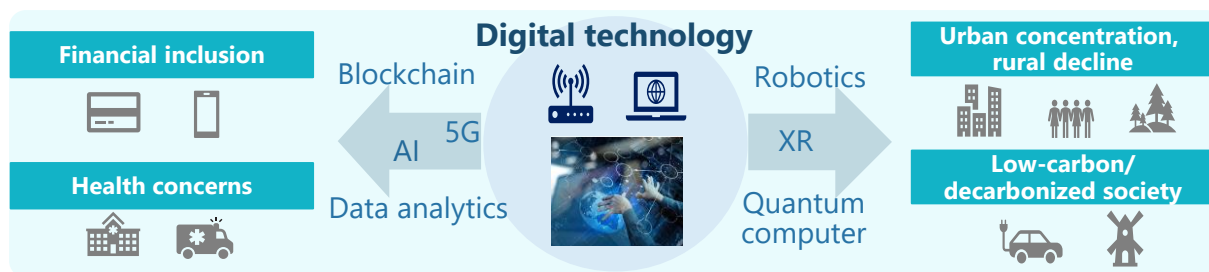 Digital technology
Financial inclusion
Health concerns
Blockchain
5G
AI
Data analytics
Robotics
XR
Quantum
computer
Urban concentration,
rural decline
Low-carbon/
decarbonized society